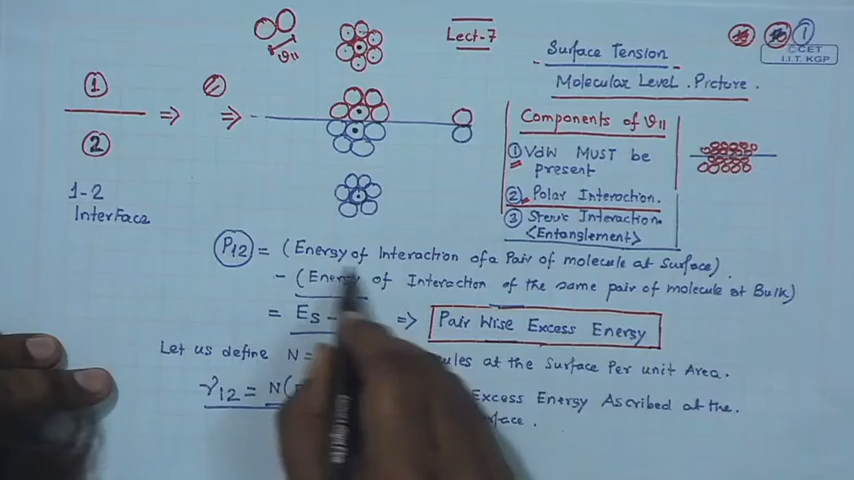 Lect-7
1
© CET
I.I.T. KGP
Surface Tension
Molecular Level Picture.
ϑ11
1
2
1-2
InterFace
Components of ϑ11
1 VdW MUST be
present
2 Polar Interaction.
3 Steric Interaction
<Entanglement>
P12 = (Energy of Interaction of a Pair of molecule at Surface)
- (Energy of Interaction of the same pair of molecule at Bulk)
= Es - => Pair Wise Excess Energy
Let us define N = at the Surface Per unit Area.
γ12 = N( Excess Energy Ascribed at the